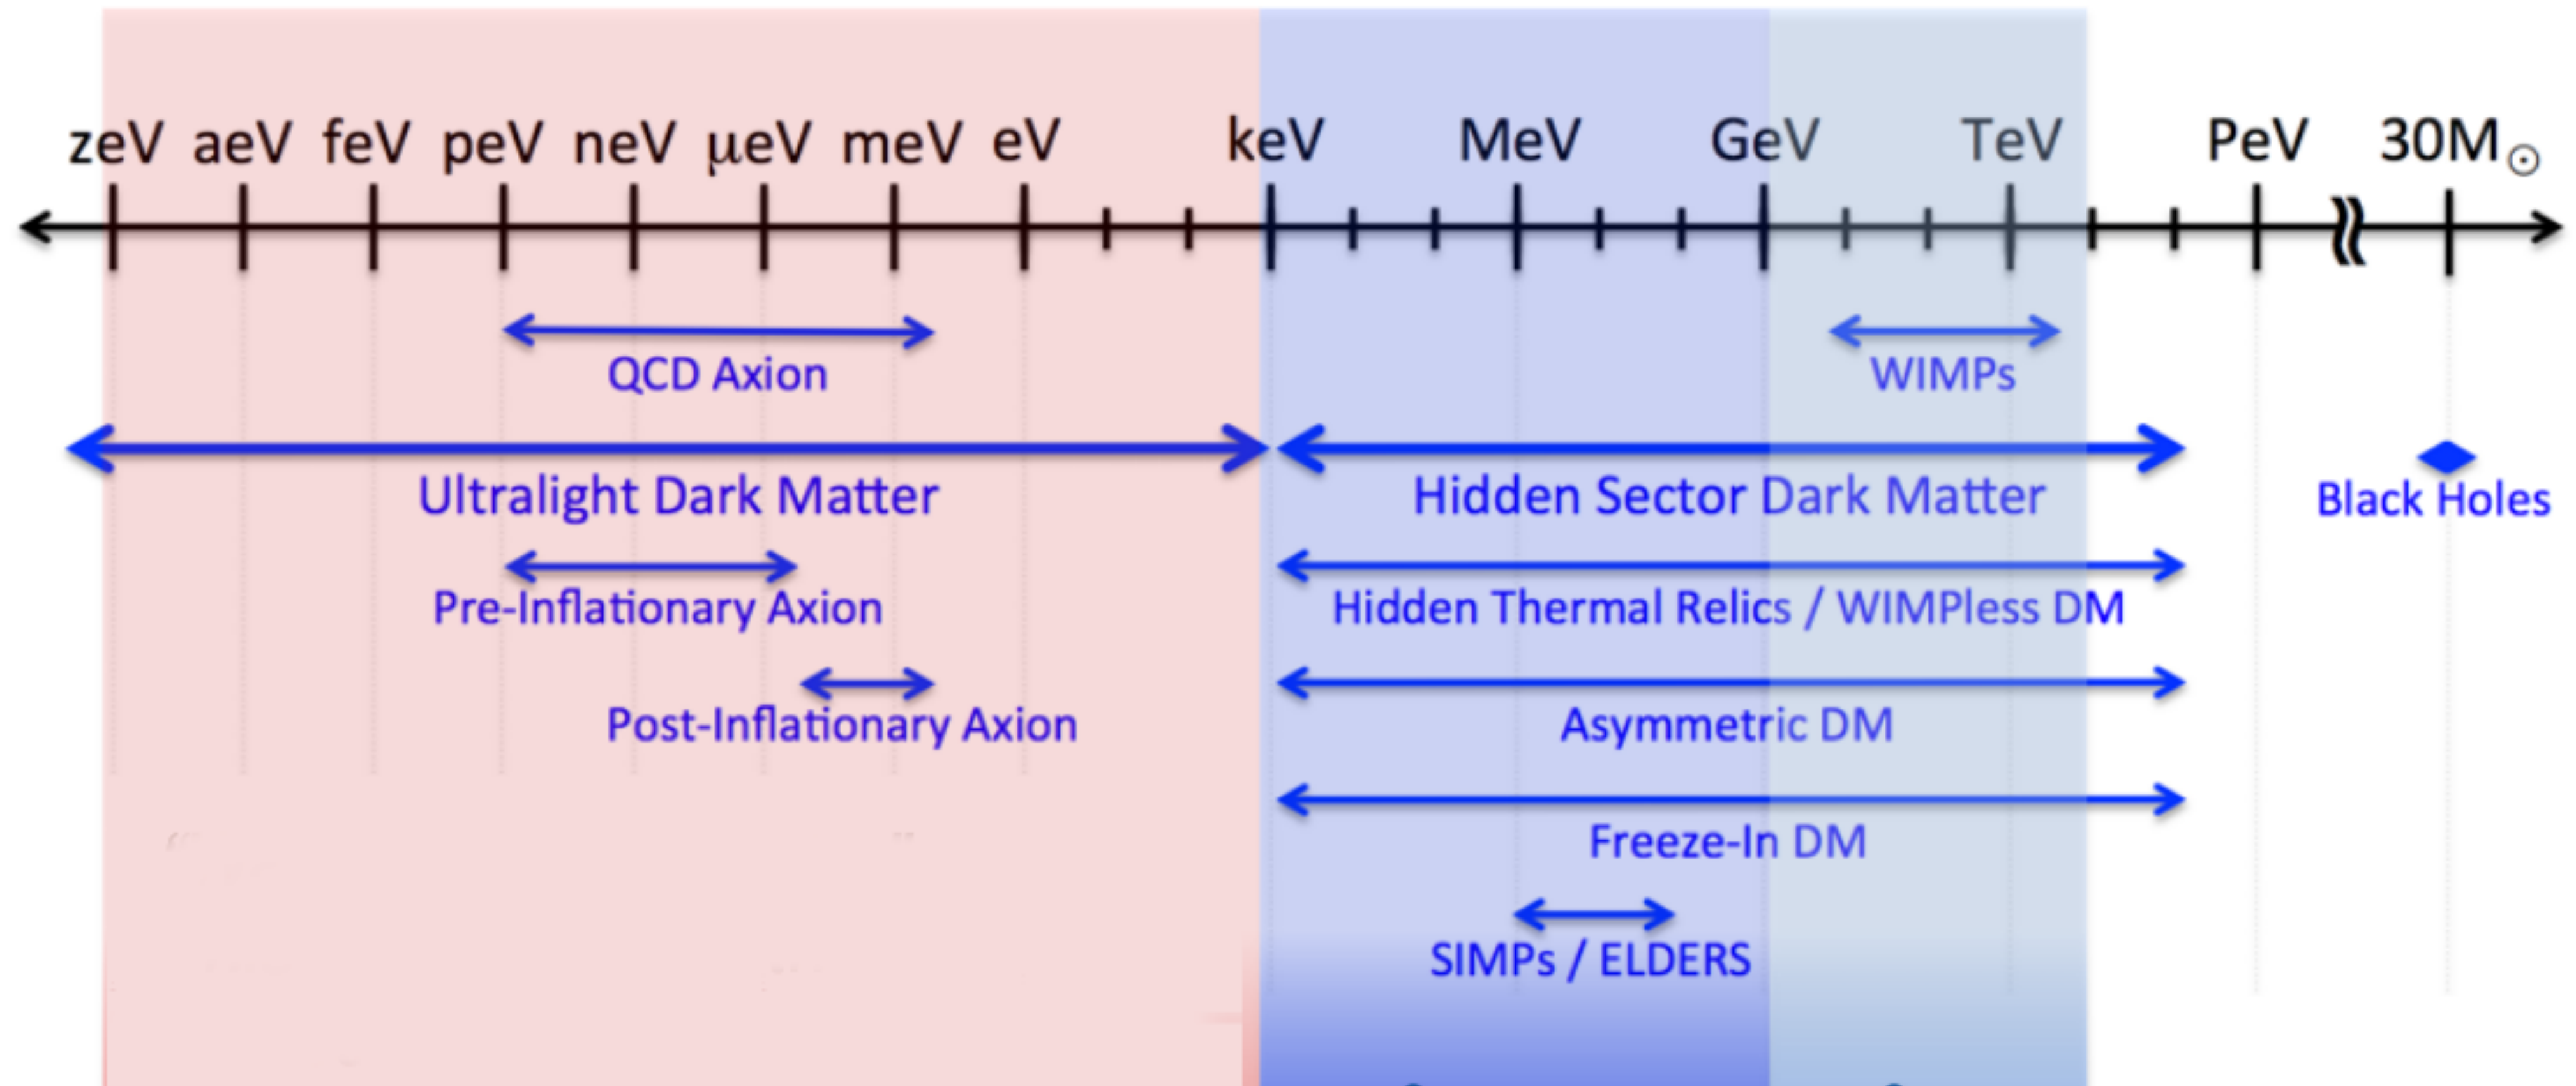 zeV aeV feV peV neV μeV meV eV keV MeV GeV TeV PeV 30M☉
QCD Axion
WIMPs
Ultralight Dark Matter
Hidden Sector Dark Matter
Black Holes
Pre-Inflationary Axion
Hidden Thermal Relics / WIMPless DM
Post-Inflationary Axion
Asymmetric DM
Freeze-In DM
SIMPs / ELDERS